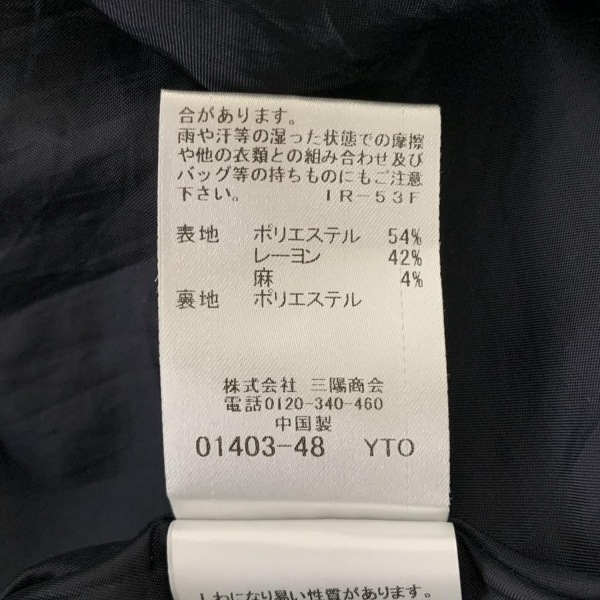 合があります。
雨や汗等の湿った状態での摩擦
や他の衣類との組み合わせ及び
バッグ等の持ちものにもご注意
下さい。 IR-53F
表地 ポリエステル 54%
レーヨン 42%
麻 4%
裏地 ポリエステル
株式会社 三陽商会
電話0120-340-460
中国製
01403-48 YTO
しわになり易い性質があります。